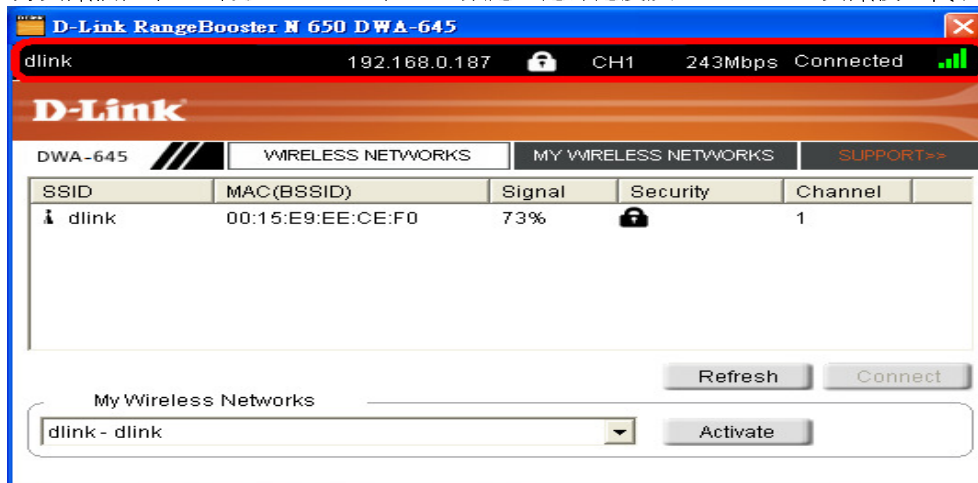 D-Link RangeBooster N 650 DWA-645
dlink 192.168.0.187 CH1 243Mbps Connected
D-Link
DWA-645 WIRELESS NETWORKS MY WIRELESS NETWORKS SUPPORT>>
SSID MAC(BSSID) Signal Security Channel
dlink 00:15:E9:EE:CE:F0 73% 1
Refresh Connect
My Wireless Networks
dlink - dlink Activate